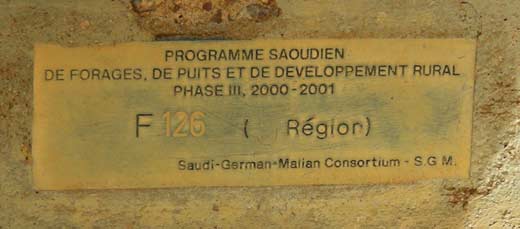 PROGRAMME SAOUDIEN
DE FORAGES, DE PUITS ET DE DEVELOPPEMENT RURAL
PHASE III, 2000-2001
F 126 ( Région)
Saudi-German-Malian Consortium - S.G.M.